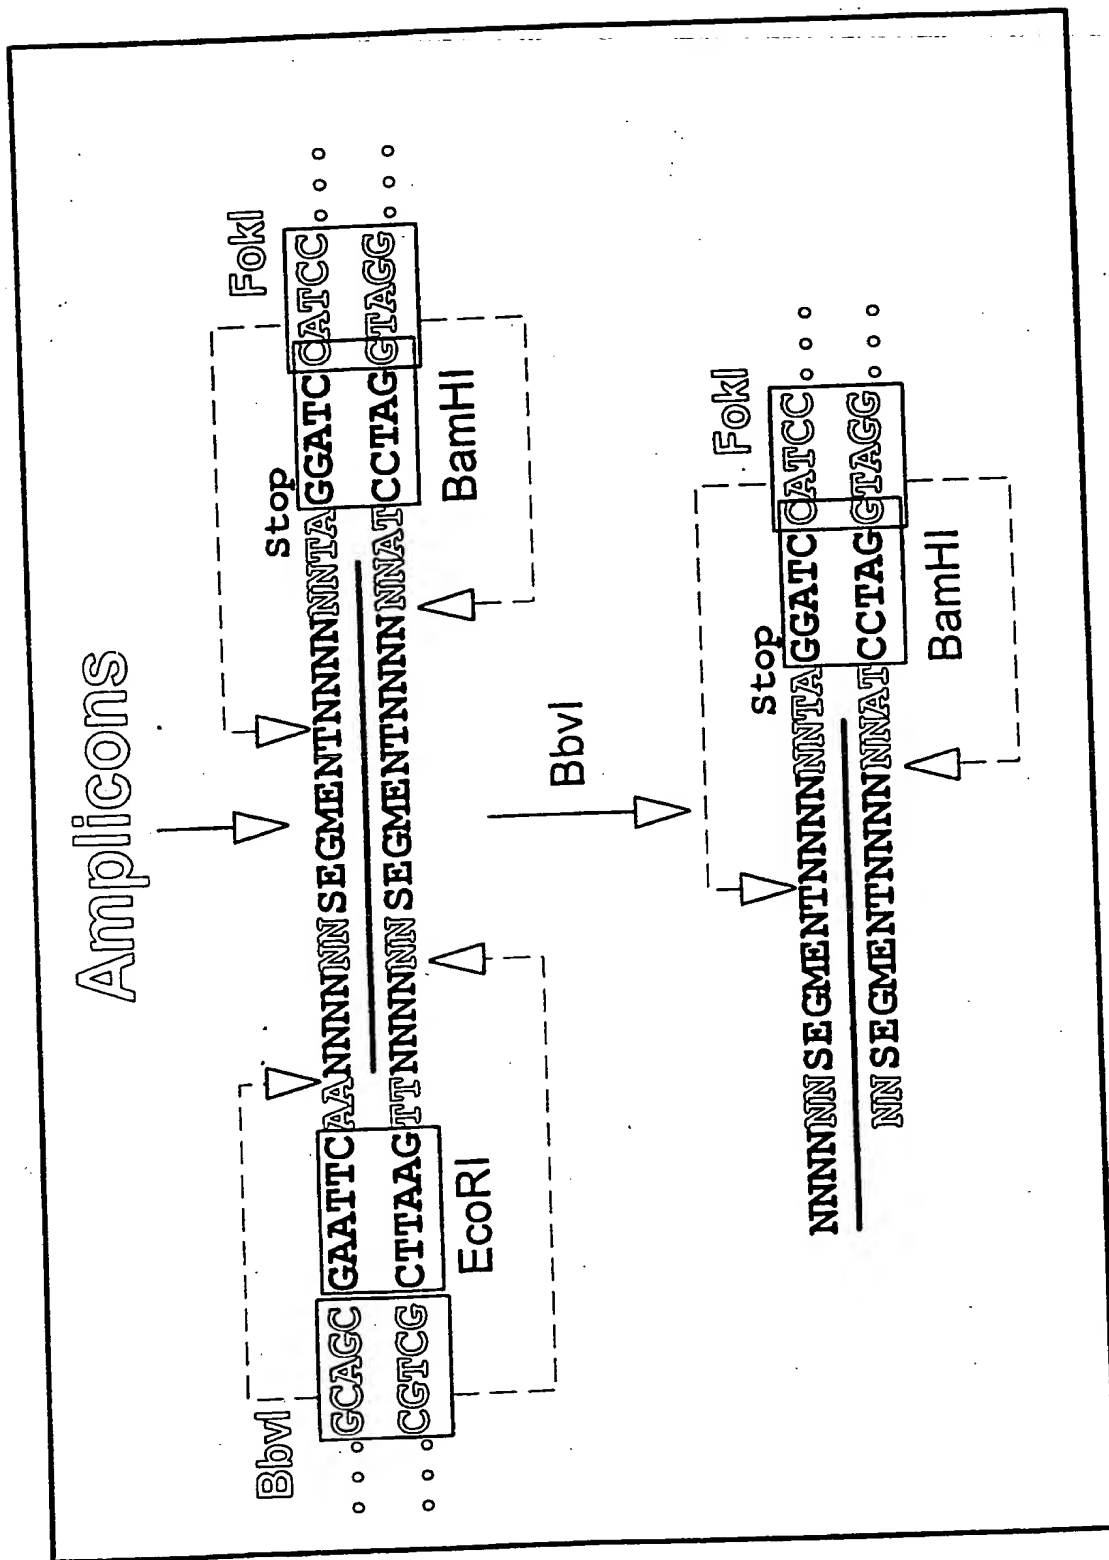 Amplicons
BbvI
FokI
stop
° ° ° GCAGC GAATTC AANNNNNNSEGMENTNNNNNNTA GGATC CATCC ° ° °
° ° ° CGTCG CTTAAG TTNNNNNNSEGMENTNNNNNNAT CCTAG GTAGG ° ° °
EcoRI
BamHI
BbvI
FokI
stop
NNNNNNSEGMENTNNNNNNTA GGATC CATCC ° ° °
NNSEGMENTNNNNNNAT CCTAG GTAGG ° ° °
BamHI